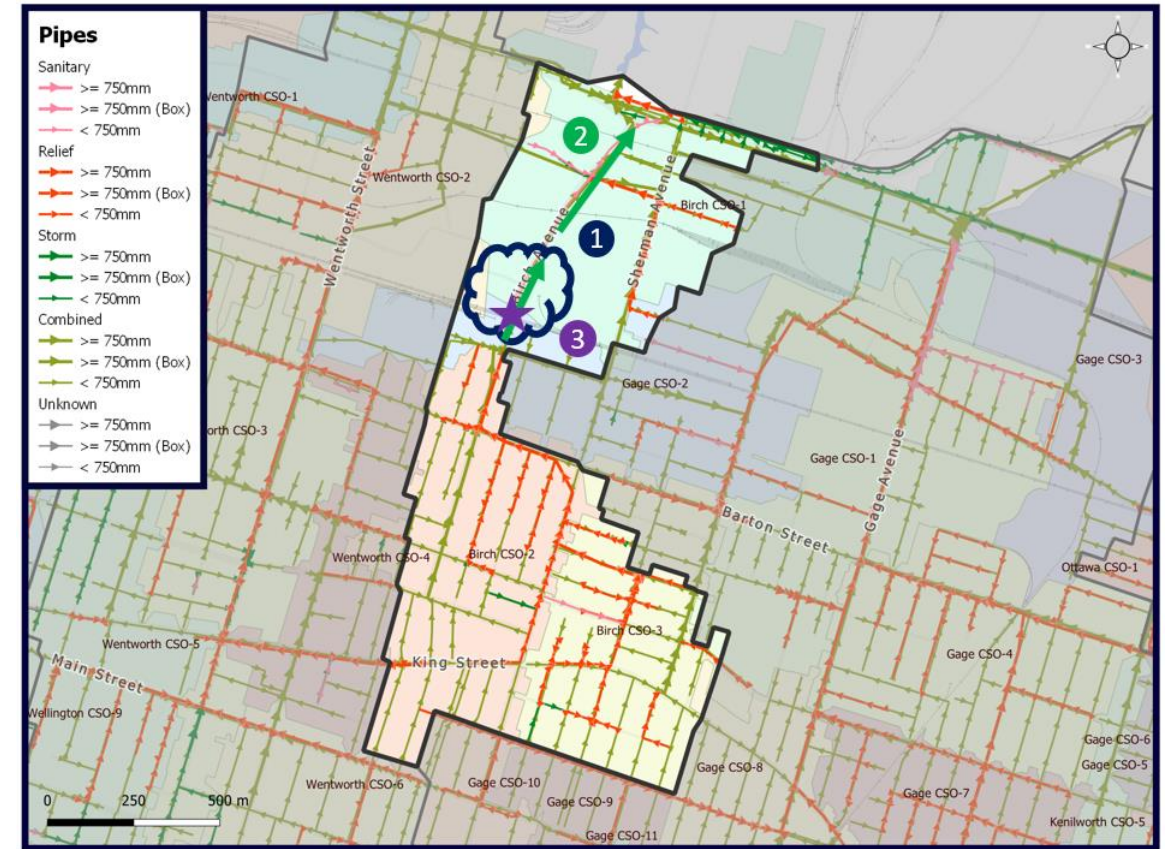 Pipes
Sanitary
>= 750mm
>= 750mm (Box)
< 750mm
Relief
>= 750mm
>= 750mm (Box)
< 750mm
Storm
>= 750mm
>= 750mm (Box)
< 750mm
Combined
>= 750mm
>= 750mm (Box)
< 750mm
Unknown
>= 750mm
>= 750mm (Box)
< 750mm
Wentworth CSO-1
Wentworth Street
Wentworth CSO-2
2
Birch Avenue
1
Sherman Avenue
Birch CSO-1
3
Gage CSO-2
Gage CSO-3
orth CSO-3
Gage CSO-1
Gage Avenue
Barton Street
Wentworth CSO-4
Birch CSO-2
Ottawa CSO-1
Birch CSO-3
Wentworth CSO-5
King Street
Gage CSO-4
Main Street
Wellington CSO-9
Gage CSO-6
Gage CSO-8
Gage CSO-5
Wentworth CSO-6
Gage CSO-10
Gage CSO-9
Gage CSO-7
Gage CSO-11
Kenilworth CSO-5
0 250 500 m